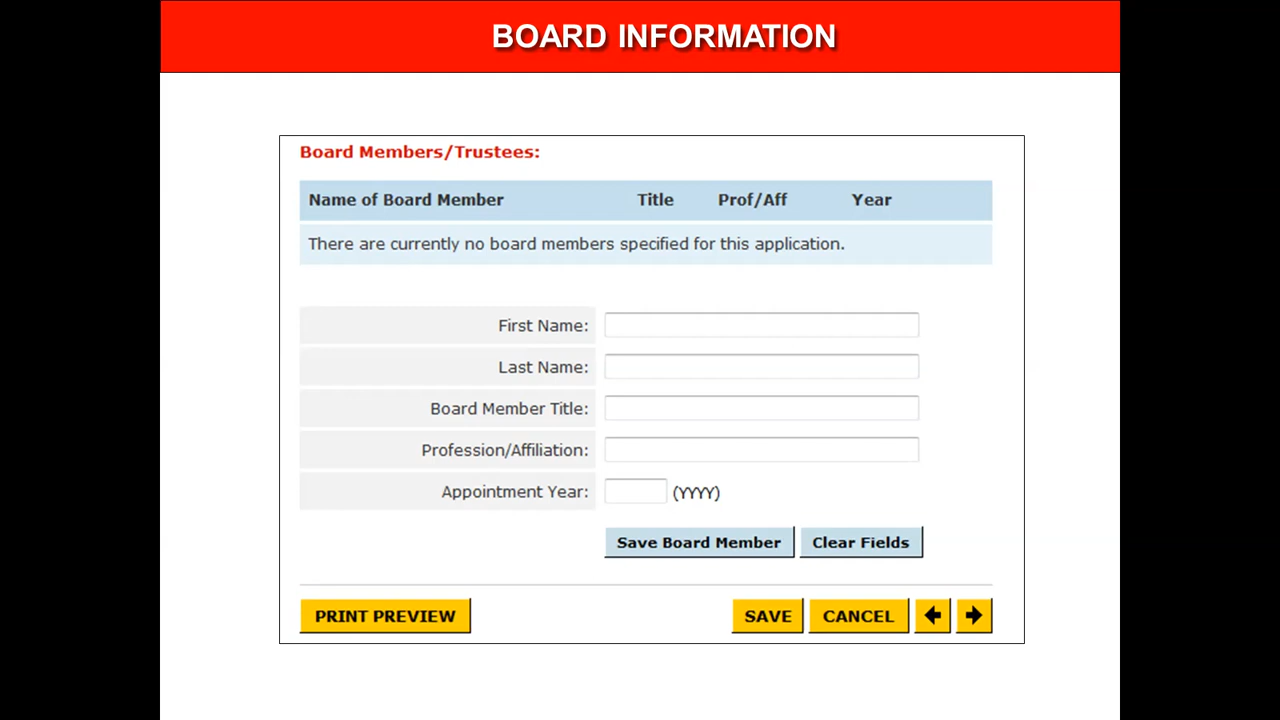 BOARD INFORMATION
Board Members/Trustees:
Name of Board Member Title Prof/Aff Year
There are currently no board members specified for this application.
First Name:
Last Name:
Board Member Title:
Profession/Affiliation:
Appointment Year: (YYYY)
Save Board Member Clear Fields
PRINT PREVIEW SAVE CANCEL